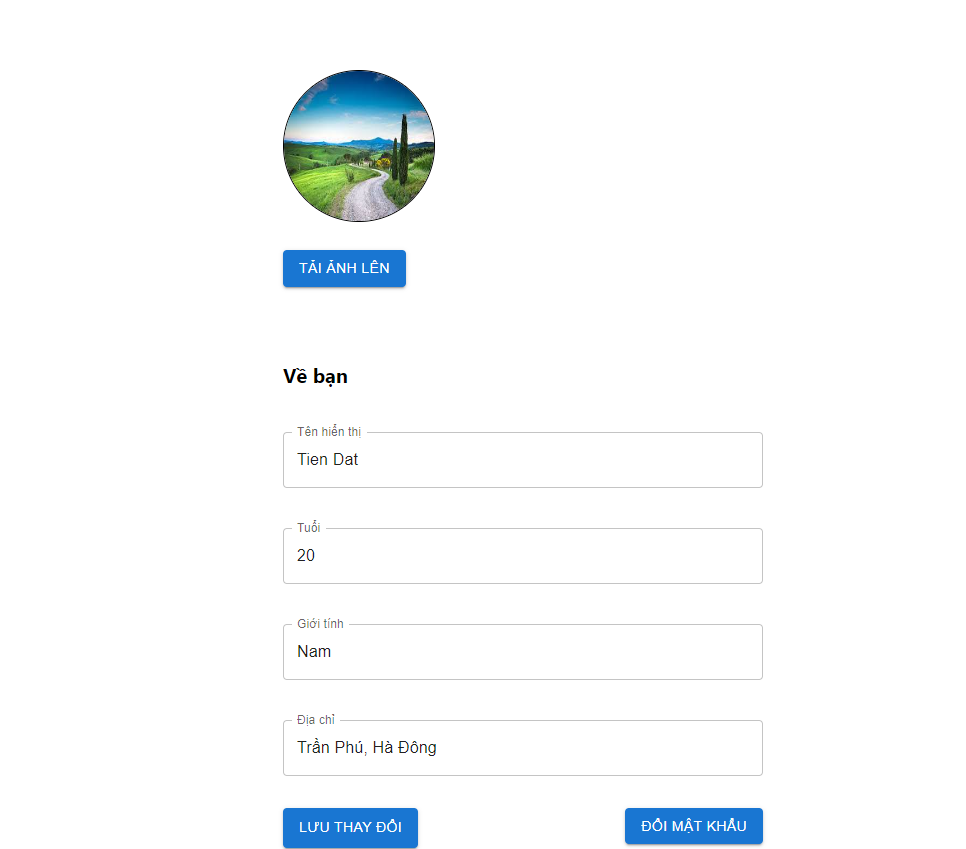 TẢI ẢNH LÊN
Về bạn
Tên hiển thị
Tien Dat
Tuổi
20
Giới tính
Nam
Địa chỉ
Trần Phú, Hà Đông
LƯU THAY ĐỔI
ĐỔI MẬT KHẨU